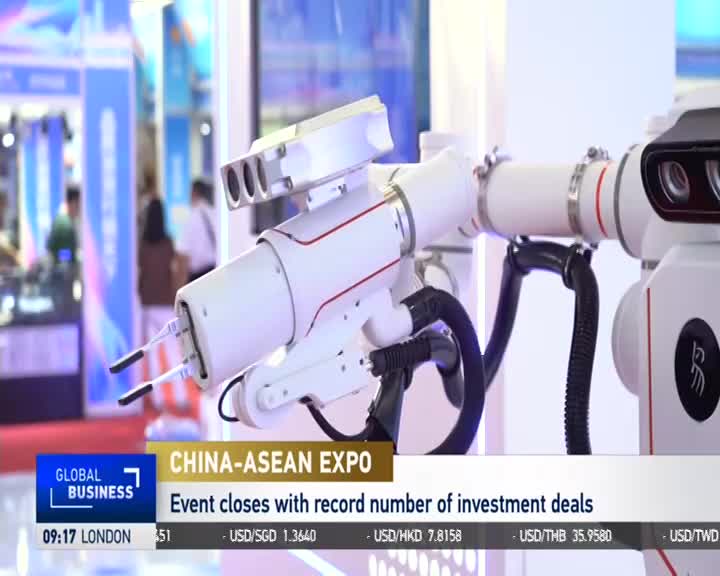 CHINA-ASEAN EXPO
GLOBAL
BUSINESS
Event closes with record number of investment deals
09:17 LONDON
451 - USD/SGD 1.3640 - USD/HKD 7.8158 - USD/THB 35.9580 - USD/TWD